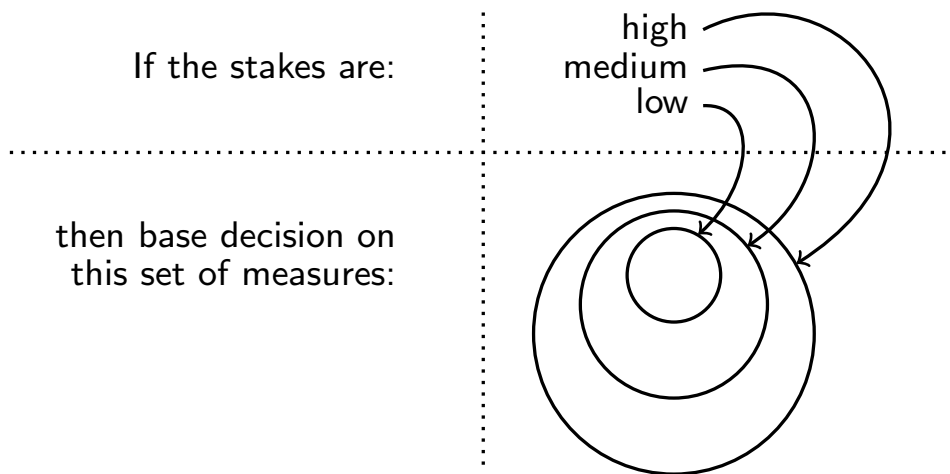 If the stakes are:
high
medium
low
then base decision on
this set of measures: